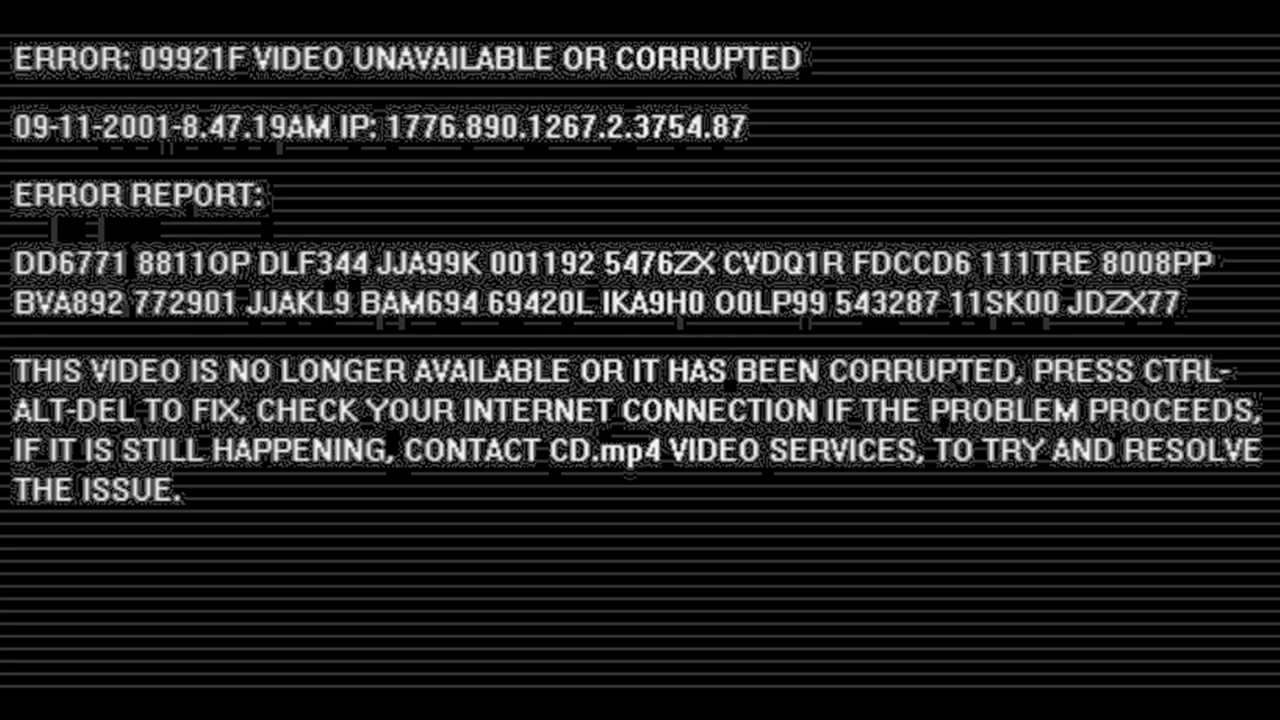 ERROR: 09921F VIDEO UNAVAILABLE OR CORRUPTED
09-11-2001-8.47.19AM IP: 1776.890.1267.2.3754.87
ERROR REPORT:
DD6771 88110P DLF344 JJA99K 001192 5476ZX CVDQ1R FDCCD6 111TRE 8008PP
BVA892 772901 JJAKL9 BAM694 69420L IKA9H0 O0LP99 543287 11SK00 JDZX77
THIS VIDEO IS NO LONGER AVAILABLE OR IT HAS BEEN CORRUPTED, PRESS CTRL-
ALT-DEL TO FIX, CHECK YOUR INTERNET CONNECTION IF THE PROBLEM PROCEEDS,
IF IT IS STILL HAPPENING, CONTACT CD.mp4 VIDEO SERVICES, TO TRY AND RESOLVE
THE ISSUE.